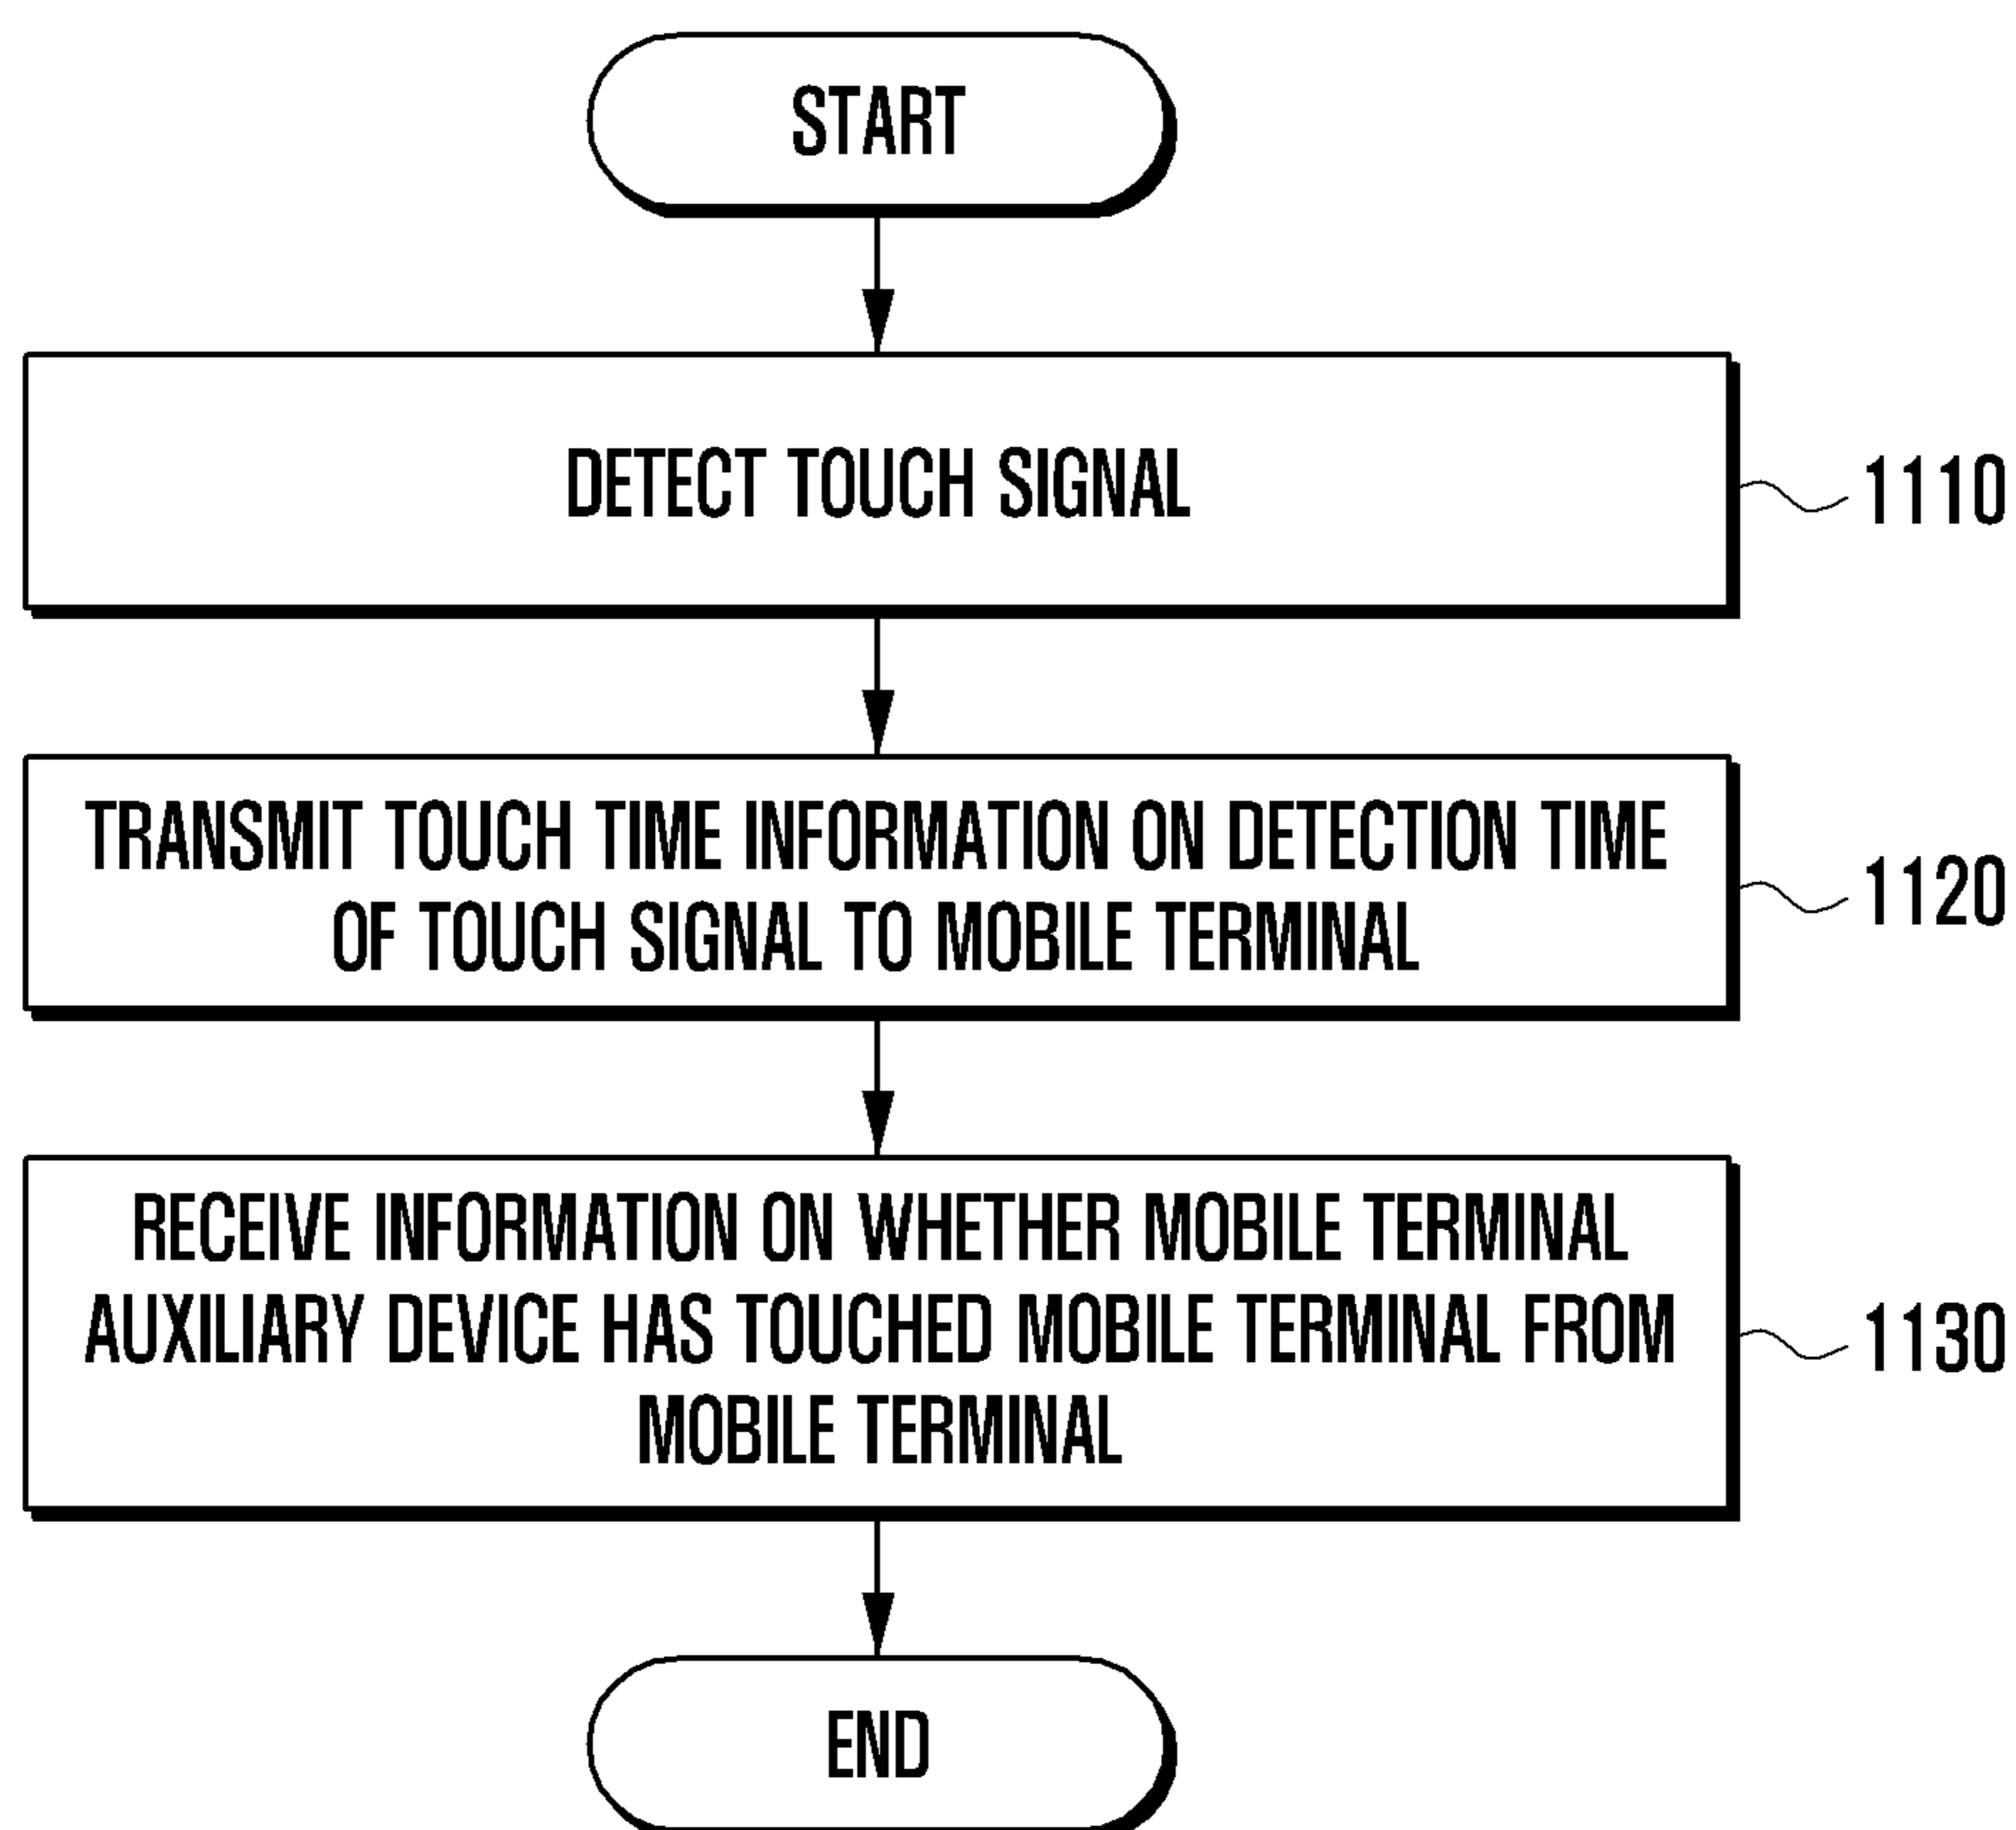 START
DETECT TOUCH SIGNAL
1110
TRANSMIT TOUCH TIME INFORMATION ON DETECTION TIME
OF TOUCH SIGNAL TO MOBILE TERMINAL
1120
RECEIVE INFORMATION ON WHETHER MOBILE TERMINAL
AUXILIARY DEVICE HAS TOUCHED MOBILE TERMINAL FROM
MOBILE TERMINAL
1130
END